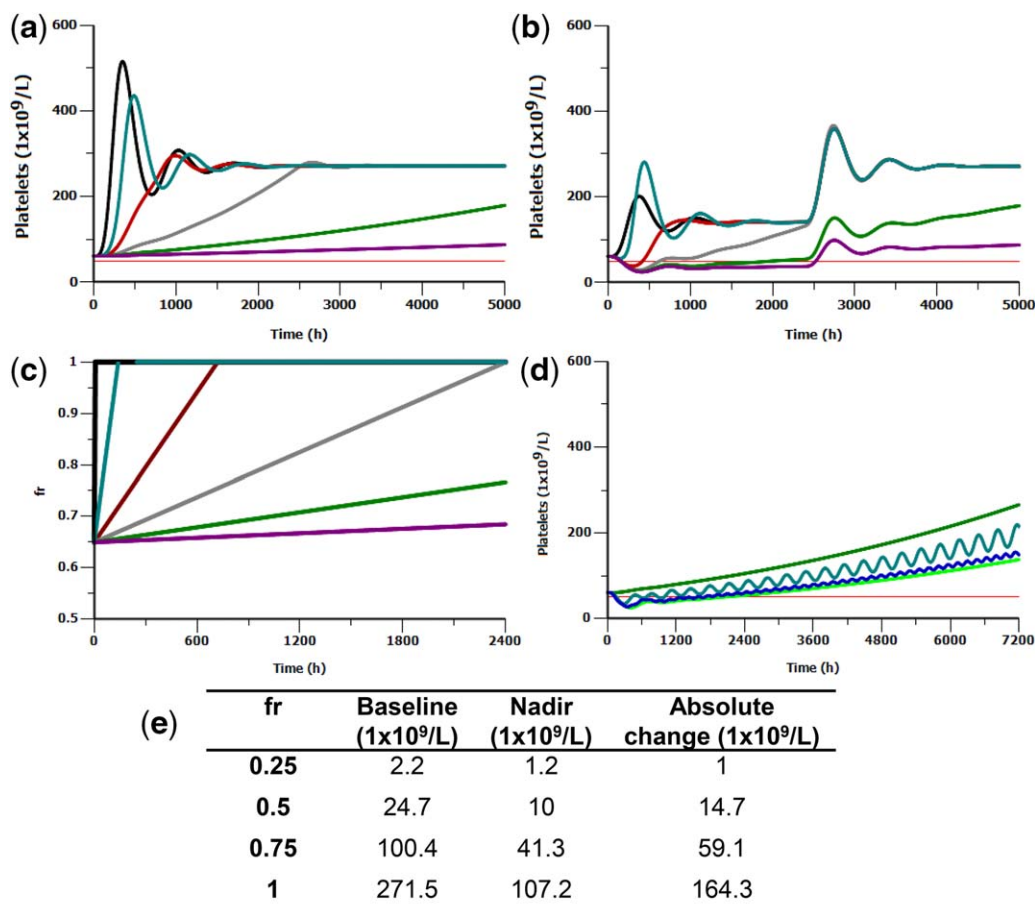 (a)
Platelets (1x10⁹/L)
600
400
200
0
0 1000 2000 3000 4000 5000
Time (h)
(b)
Platelets (1x10⁹/L)
600
400
200
0
0 1000 2000 3000 4000 5000
Time (h)
(c)
fr
1
0.9
0.8
0.7
0.6
0.5
0 600 1200 1800 2400
Time (h)
(d)
Platelets (1x10⁹/L)
600
400
200
0
0 1200 2400 3600 4800 6000 7200
Time (h)
(e)
fr Baseline (1x10⁹/L) Nadir (1x10⁹/L) Absolute change (1x10⁹/L)
0.25 2.2 1.2 1
0.5 24.7 10 14.7
0.75 100.4 41.3 59.1
1 271.5 107.2 164.3